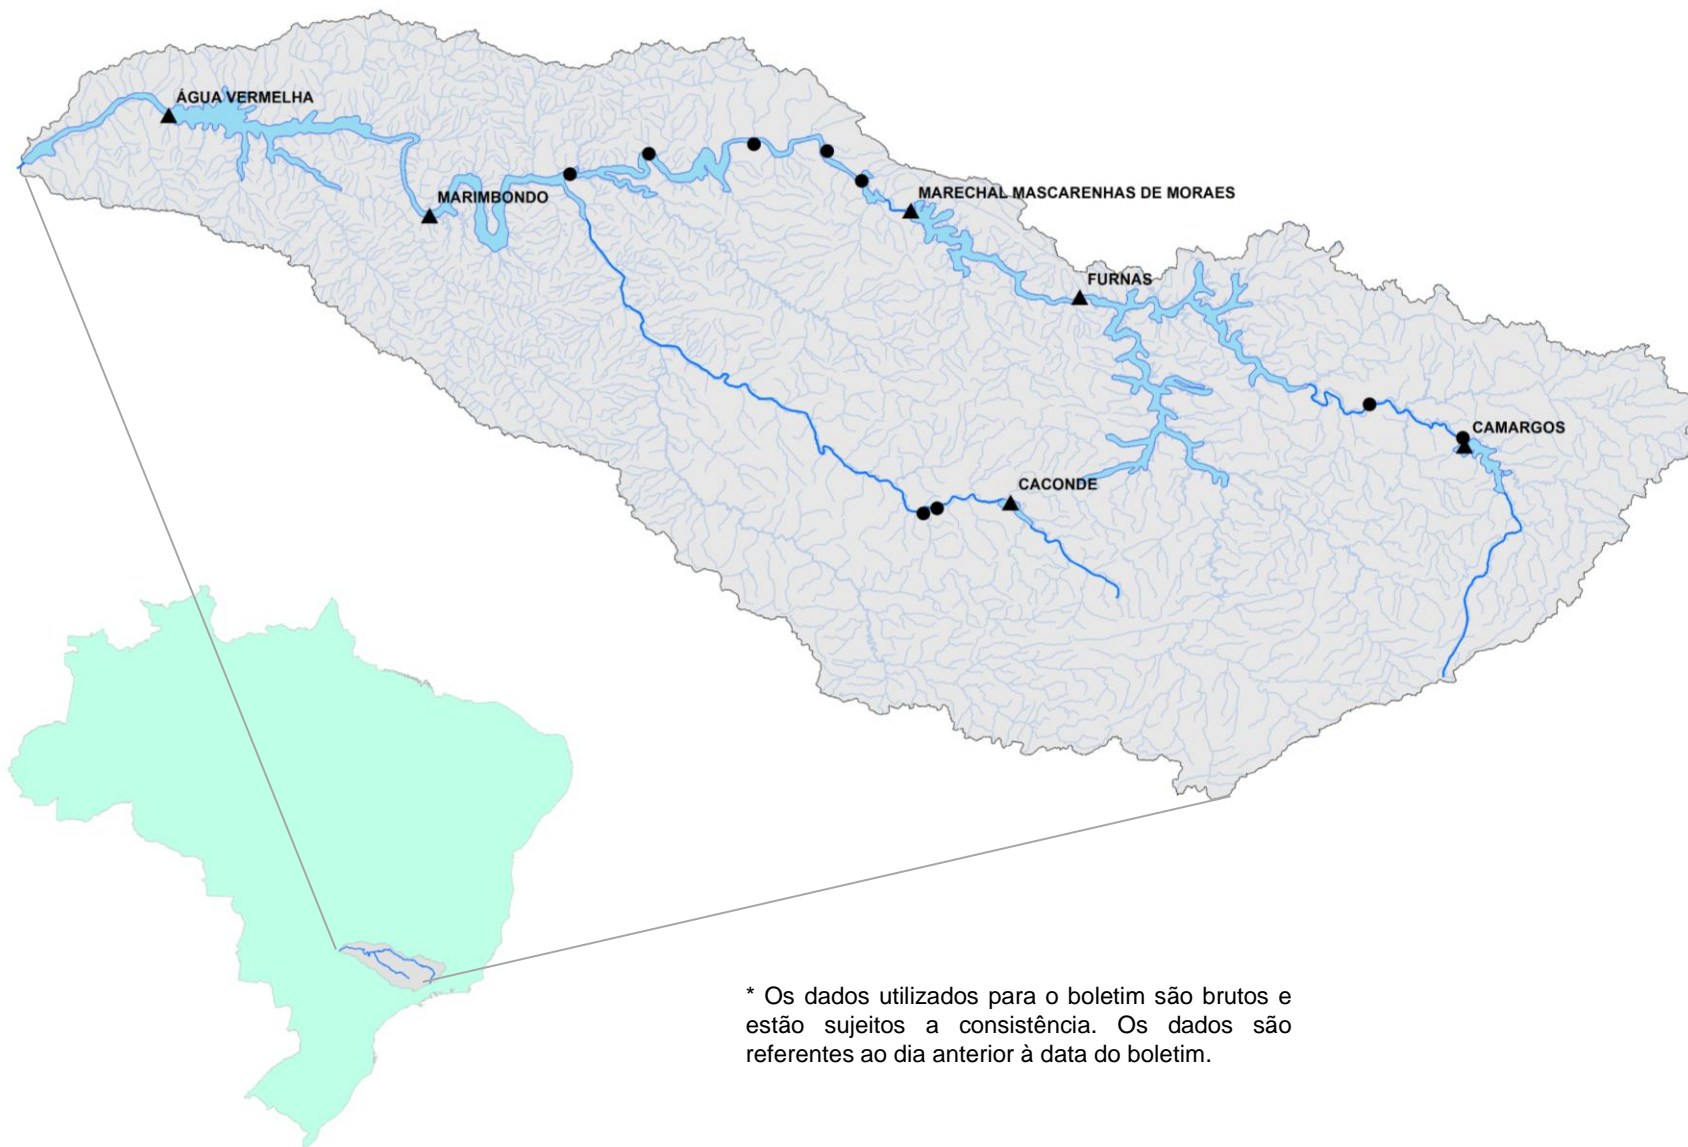 ÁGUA VERMELHA
MARIMBONDO
MARECHAL MASCARENHAS DE MORAES
FURNAS
CAMARGOS
CACONDE
* Os dados utilizados para o boletim são brutos e
estão sujeitos a consistência. Os dados são
referentes ao dia anterior à data do boletim.